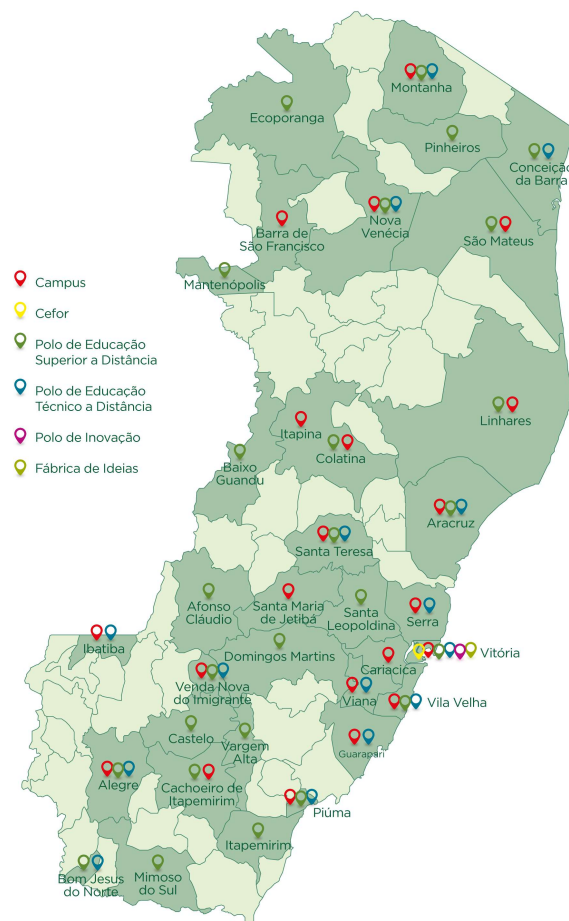 Montanha
Ecoporanga
Pinheiros
Conceição
da Barra
Nova
Venécia
Barra de
São Francisco
São Mateus
Mantenópolis
Campus
Cefor
Polo de Educação
Superior a Distância
Polo de Educação
Técnico a Distância
Polo de Inovação
Fábrica de Ideias
Linhares
Itapina
Colatina
Baixo
Guandu
Aracruz
Santa Teresa
Afonso
Cláudio
Santa Maria
de Jetibá
Santa
Leopoldina
Serra
Ibatiba
Domingos Martins
Vitória
Cariacica
Venda Nova
do Imigrante
Viana
Vila Velha
Castelo
Vargem
Alta
Guarapari
Alegre
Cachoeiro de
Itapemirim
Piúma
Itapemirim
Bom Jesus
do Norte
Mimoso
do Sul